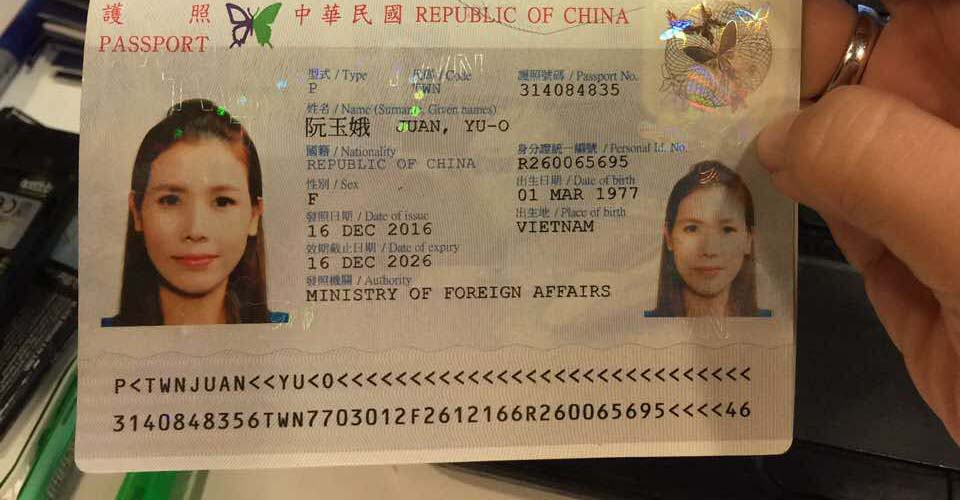 護 照 中華民國 REPUBLIC OF CHINA
PASSPORT
型式 / Type 代碼 / Code 護照號碼 / Passport No.
P TWN 314084835
姓名 / Name (Surname, Given names)
阮玉娥 JUAN, YU-O
國籍 / Nationality 身分證統一編號 / Personal Id. No.
REPUBLIC OF CHINA R260065695
性別 / Sex 出生日期 / Date of birth
F 01 MAR 1977
發照日期 / Date of issue 出生地 / Place of birth
16 DEC 2016 VIETNAM
效期截止日期 / Date of expiry
16 DEC 2026
發照機關 / Authority
MINISTRY OF FOREIGN AFFAIRS
P<TWNJUAN<<YU<O<<<<<<<<<<<<<<<<<<<<<<<<<<<<<
3140848356TWN7703012F2612166R260065695<<<<46